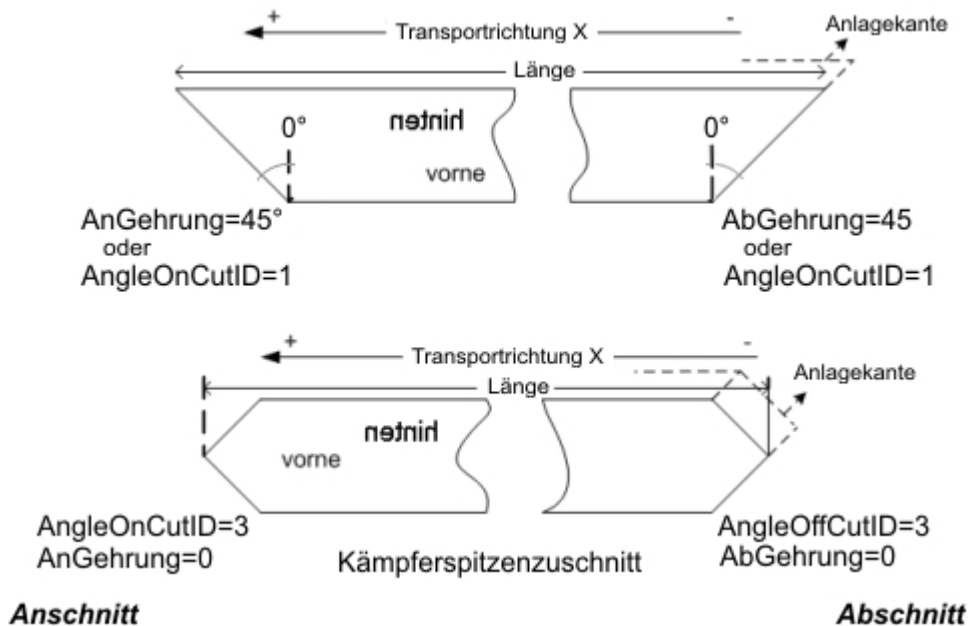 + Transportrichtung X -
Anlagekante
Länge
0° hinten 0°
vorne
AnGehrung=45° AbGehrung=45
oder oder
AngleOnCutID=1 AngleOnCutID=1
+ Transportrichtung X -
Länge Anlagekante
hinten
vorne
AngleOnCutID=3 AngleOffCutID=3
AnGehrung=0 Kämpferspitzenzuschnitt AbGehrung=0
Anschnitt Abschnitt